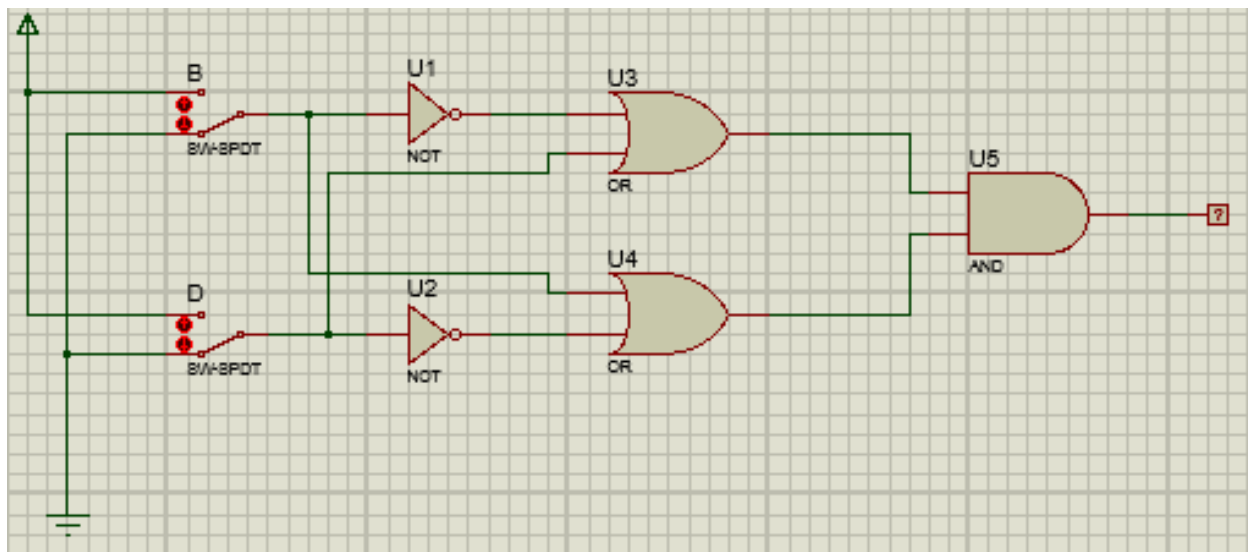 B
U1
U3
SW-SPDT
NOT
OR
U5
?
AND
D
U2
U4
SW-SPDT
NOT
OR